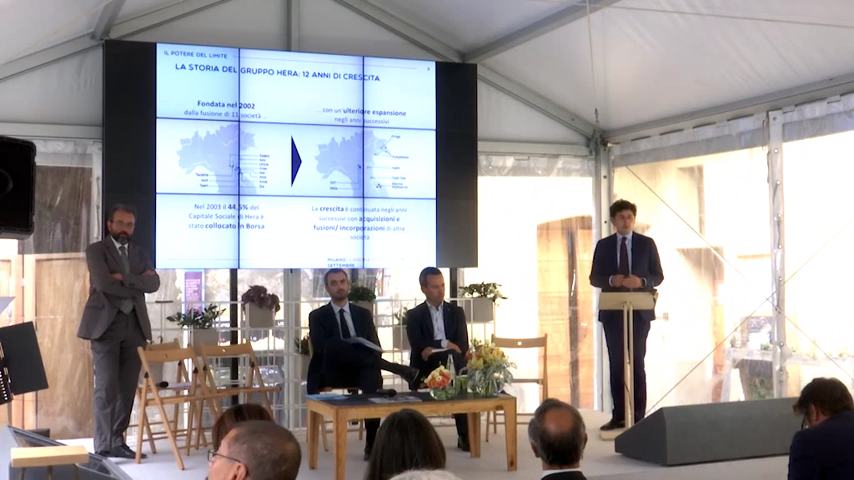 IL POTERE DEL LIMITE
LA STORIA DEL GRUPPO HERA: 12 ANNI DI CRESCITA
Fondata nel 2002
dalla fusione di 11 società ...
... con un'ulteriore espansione
negli anni successivi
Nel 2003 il 44,5% del
Capitale Sociale di Hera è
stato collocato in Borsa
La crescita è continuata negli anni
successivi con acquisizioni e
fusioni/ incorporazioni di altre
società
MILANO
SETTEMBRE